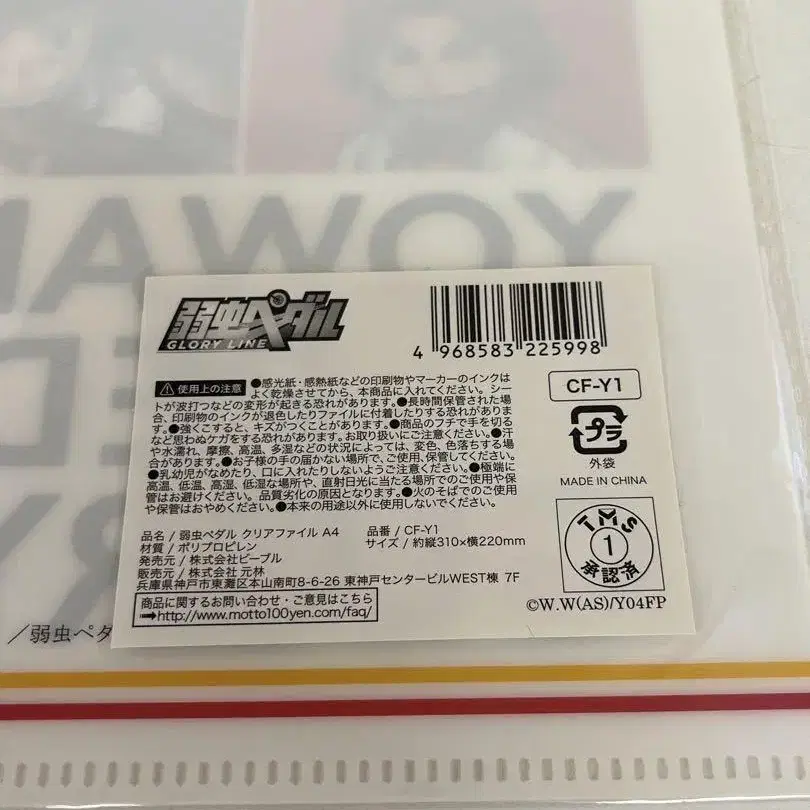 YOWAM
弱虫ペダル
GLORY LINE
4 968583 225998
使用上の注意 ●感光紙・感熱紙などの印刷物やマーカーのインクは
よく乾燥させてから、本商品に入れてください。シー
トが波打つなどの変形が起きる恐れがあります。●長時間保管された場
合、印刷物のインクが退色したりファイルに付着したりする恐れがありま
す。●強くこすると、キズがつくことがあります。●商品のフチで手を切る
など思わぬケガをする恐れがあります。お取り扱いにご注意ください。●汗
や水濡れ、摩擦、高温、多湿などの状況によっては、変色、色落ちする場
合があります。●お子様の手の届かない場所で、ご使用、保管してください。
●乳幼児がなめたり、口に入れたりしないようご注意ください。●極端に
高温、低温、高湿、低湿な場所や、直射日光に当たる場所でのご使用や保
管はお避けください。品質劣化の原因となります。●火のそばでのご使用
や保管はおやめください。●本来の用途以外に使用しないでください。
CF-Y1
プラ
外袋
MADE IN CHINA
TMS
1
承認済
品名 / 弱虫ペダル クリアファイル A4 品番 / CF-Y1
材質 / ポリプロピレン サイズ / 約縦310×横220mm
発売元 / 株式会社ピープル
販売元 / 株式会社 元林
兵庫県神戸市東灘区本山南町8-6-26 東神戸センタービルWEST棟 7F
商品に関するお問い合わせ・ご意見はこちら
➡http://www.motto100yen.com/faq/
©W.W(AS)/Y04FP
/弱虫ペダ